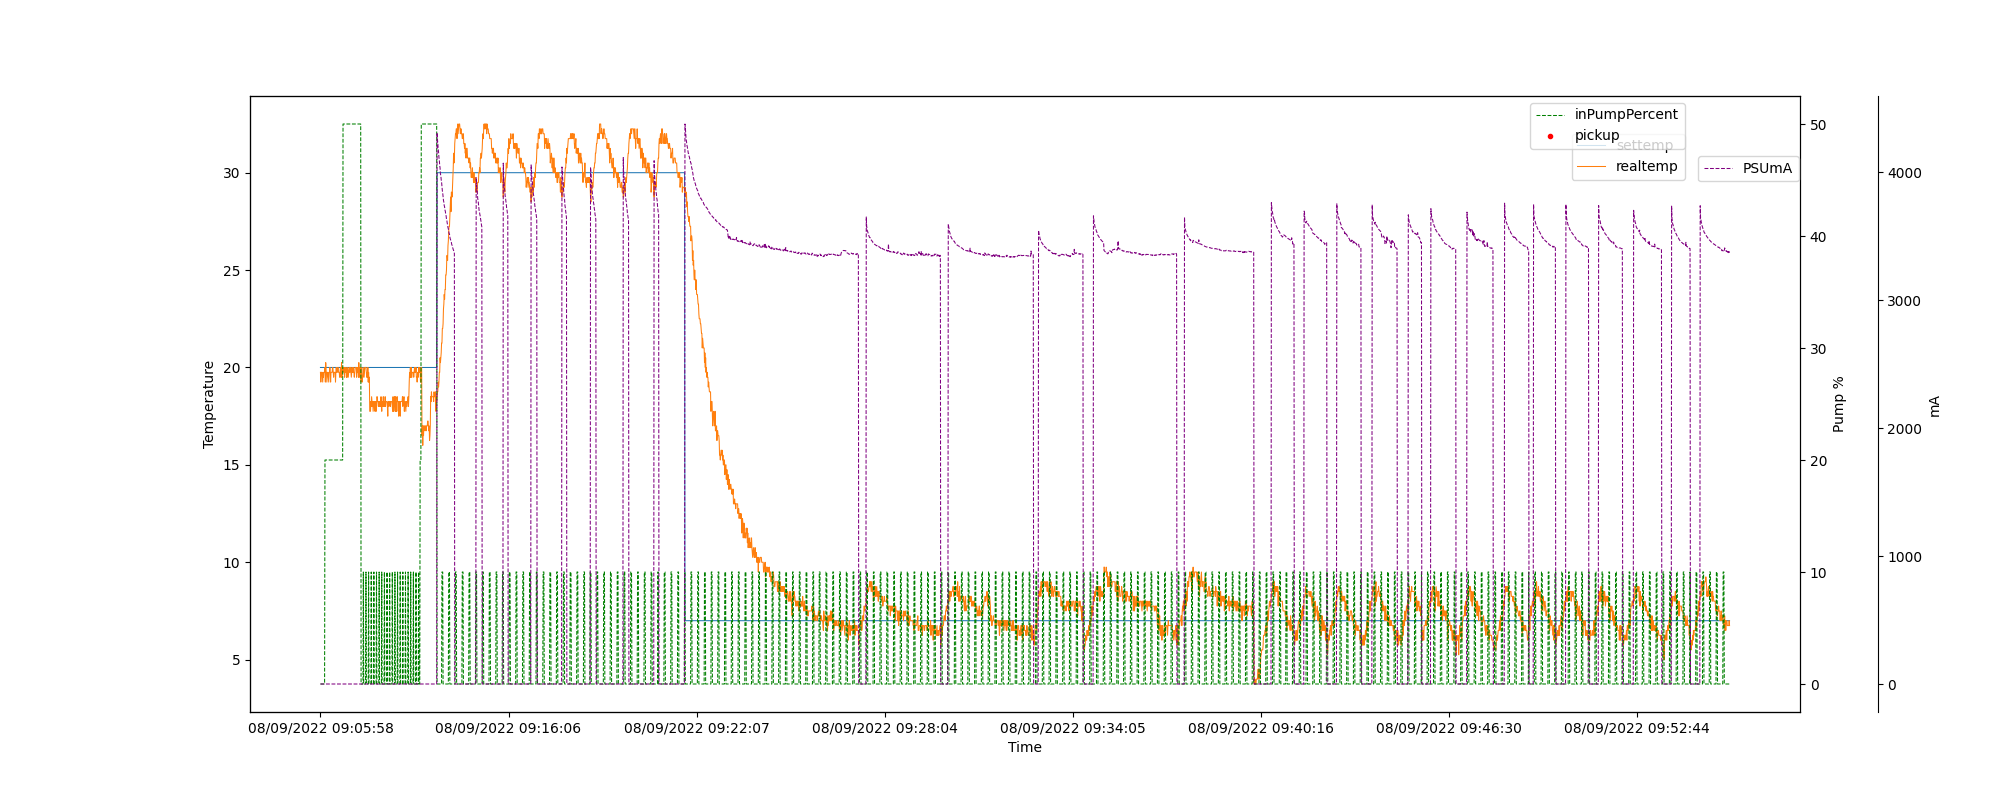 inPumpPercent
pickup
settemp
realtemp
PSUmA
30
25
20
15
10
5
Temperature
50
40
30
20
10
0
Pump %
4000
3000
2000
1000
0
mA
08/09/2022 09:05:58
08/09/2022 09:16:06
08/09/2022 09:22:07
08/09/2022 09:28:04
08/09/2022 09:34:05
08/09/2022 09:40:16
08/09/2022 09:46:30
08/09/2022 09:52:44
Time